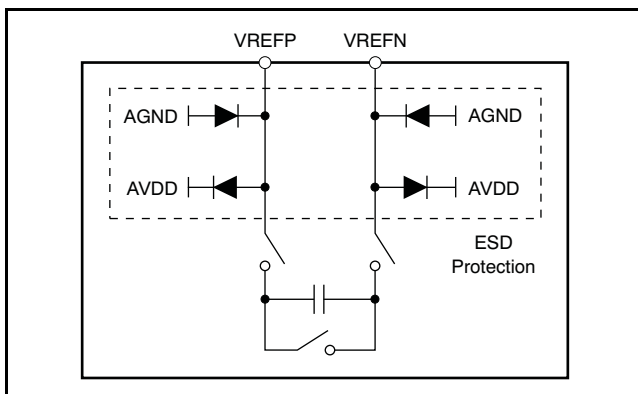 VREFP VREFN
AGND AGND
AVDD AVDD
ESD
Protection